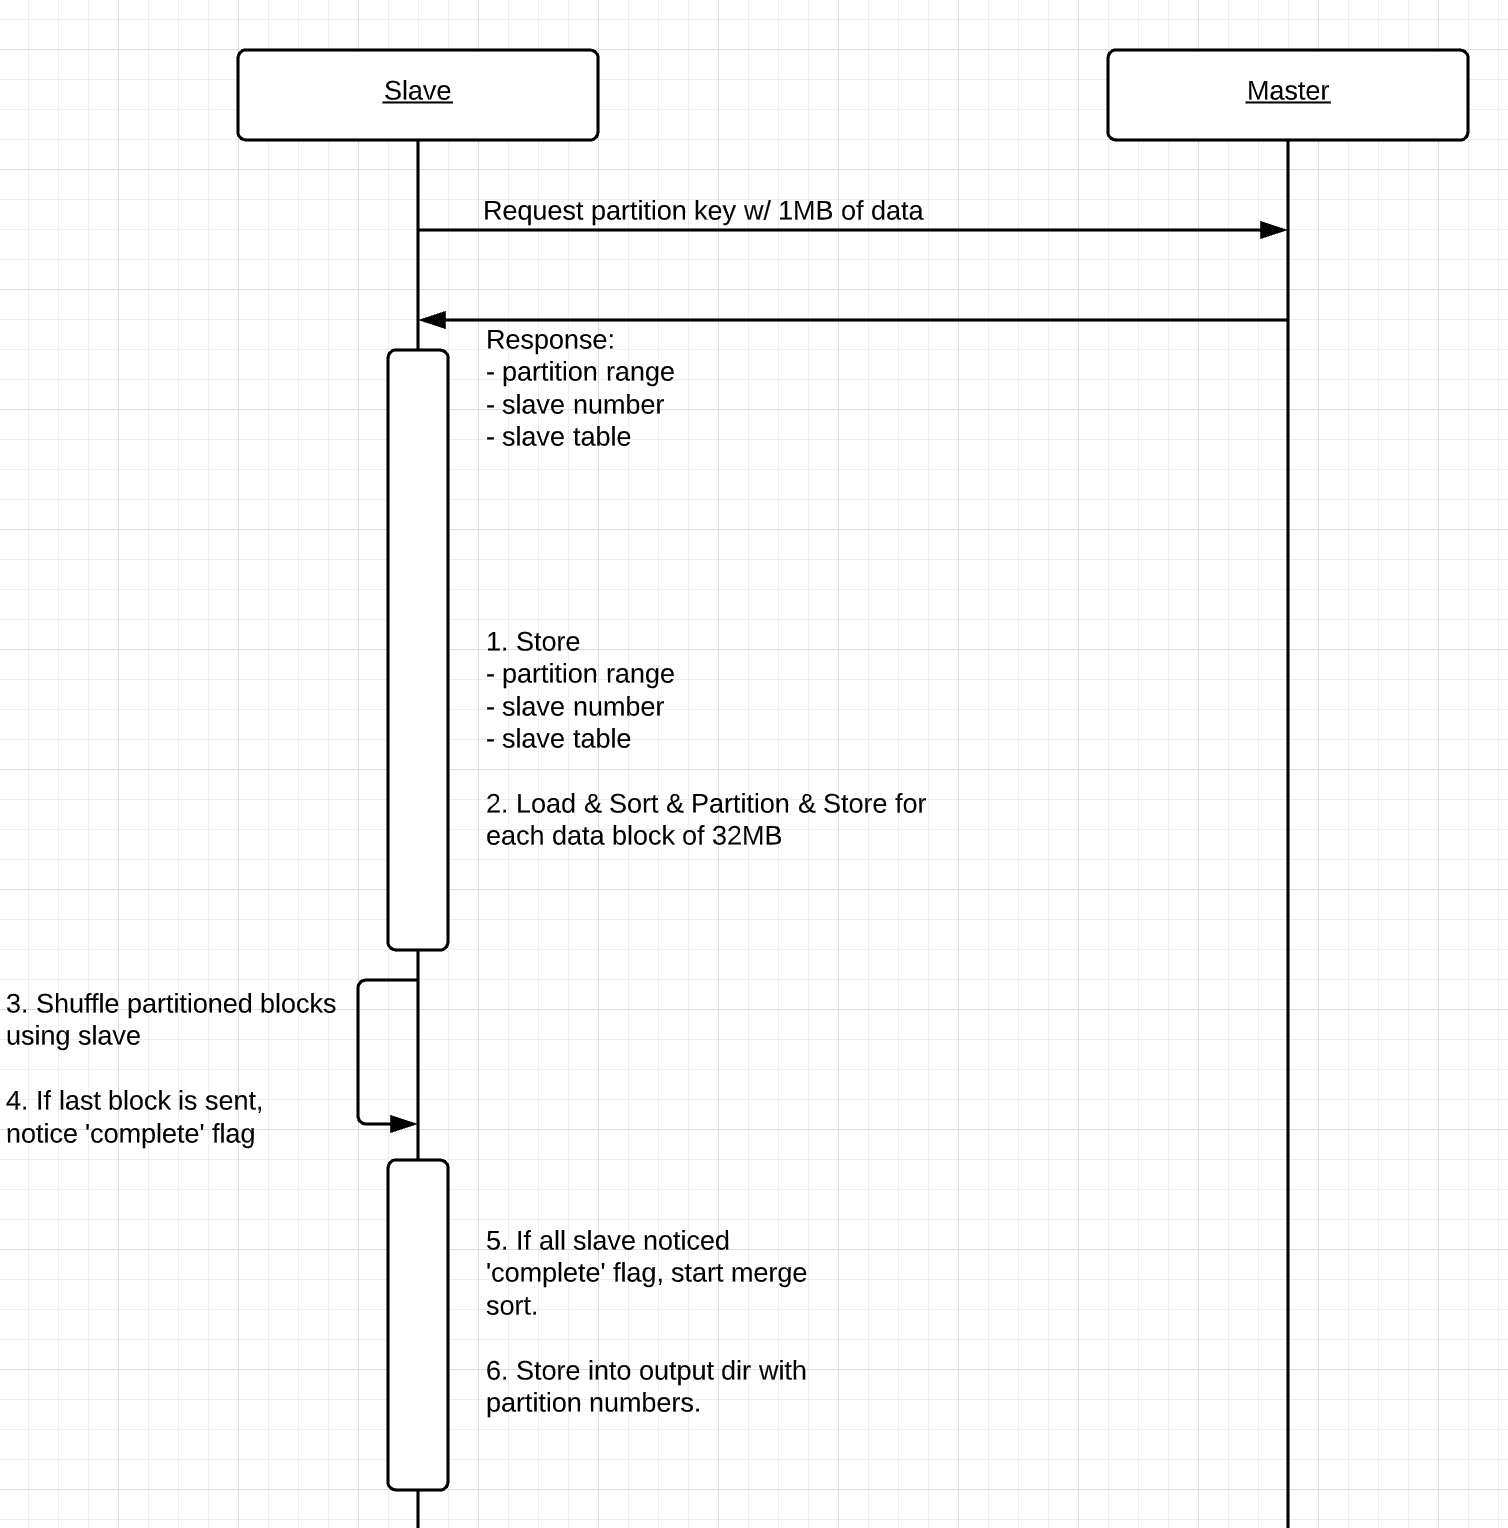 Slave
Master
Request partition key w/ 1MB of data
Response:
- partition range
- slave number
- slave table
1. Store
- partition range
- slave number
- slave table
2. Load & Sort & Partition & Store for
each data block of 32MB
3. Shuffle partitioned blocks
using slave
4. If last block is sent,
notice 'complete' flag
5. If all slave noticed
'complete' flag, start merge
sort.
6. Store into output dir with
partition numbers.